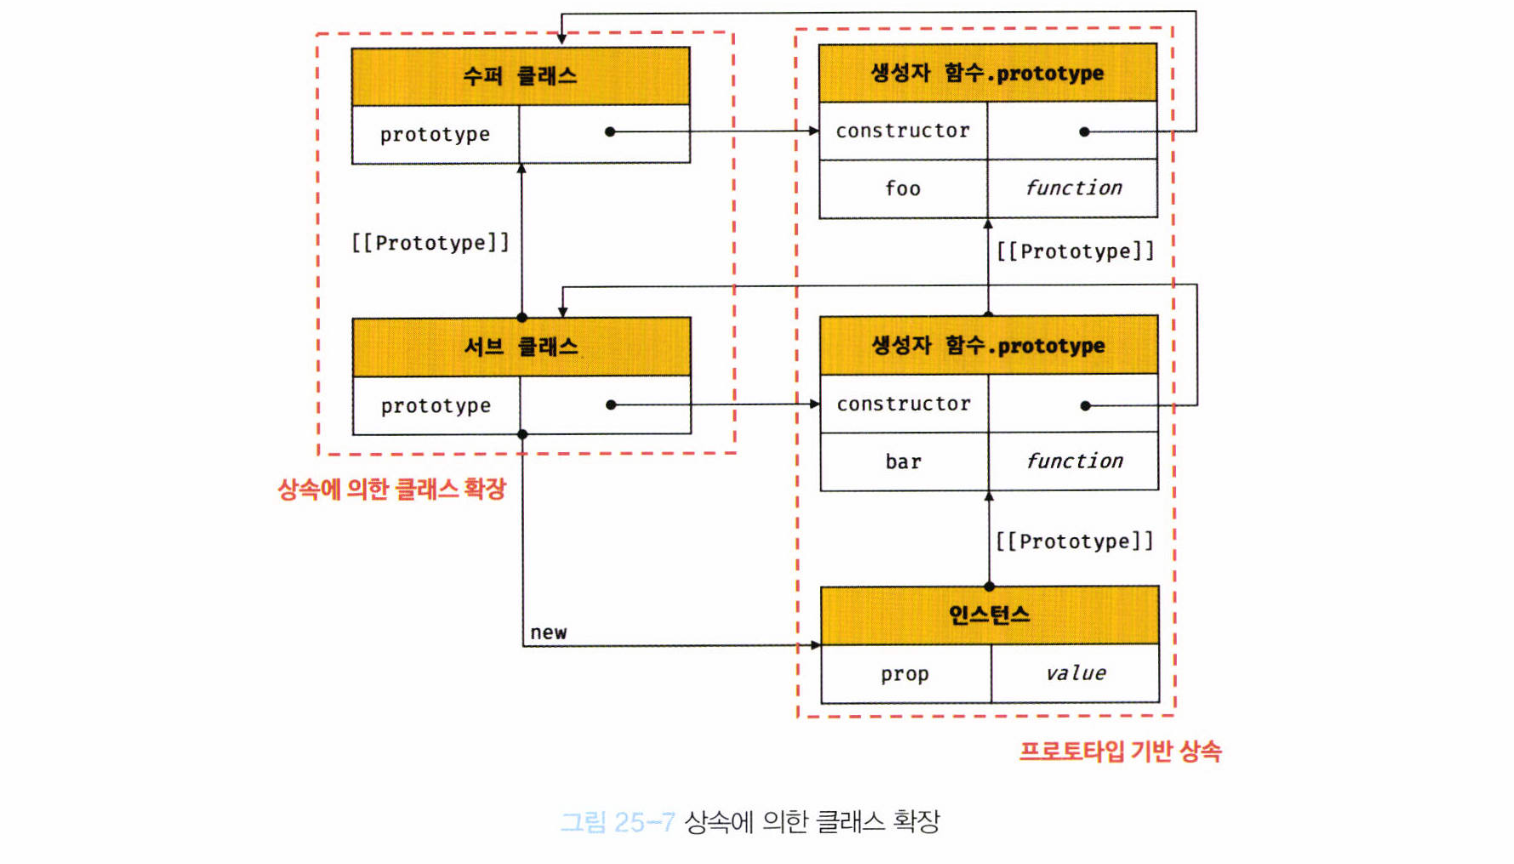 수퍼 클래스
prototype
생성자 함수.prototype
constructor
foo
function
[[Prototype]]
[[Prototype]]
서브 클래스
prototype
생성자 함수.prototype
constructor
bar
function
상속에 의한 클래스 확장
[[Prototype]]
new
인스턴스
prop
value
프로토타입 기반 상속
그림 25-7 상속에 의한 클래스 확장